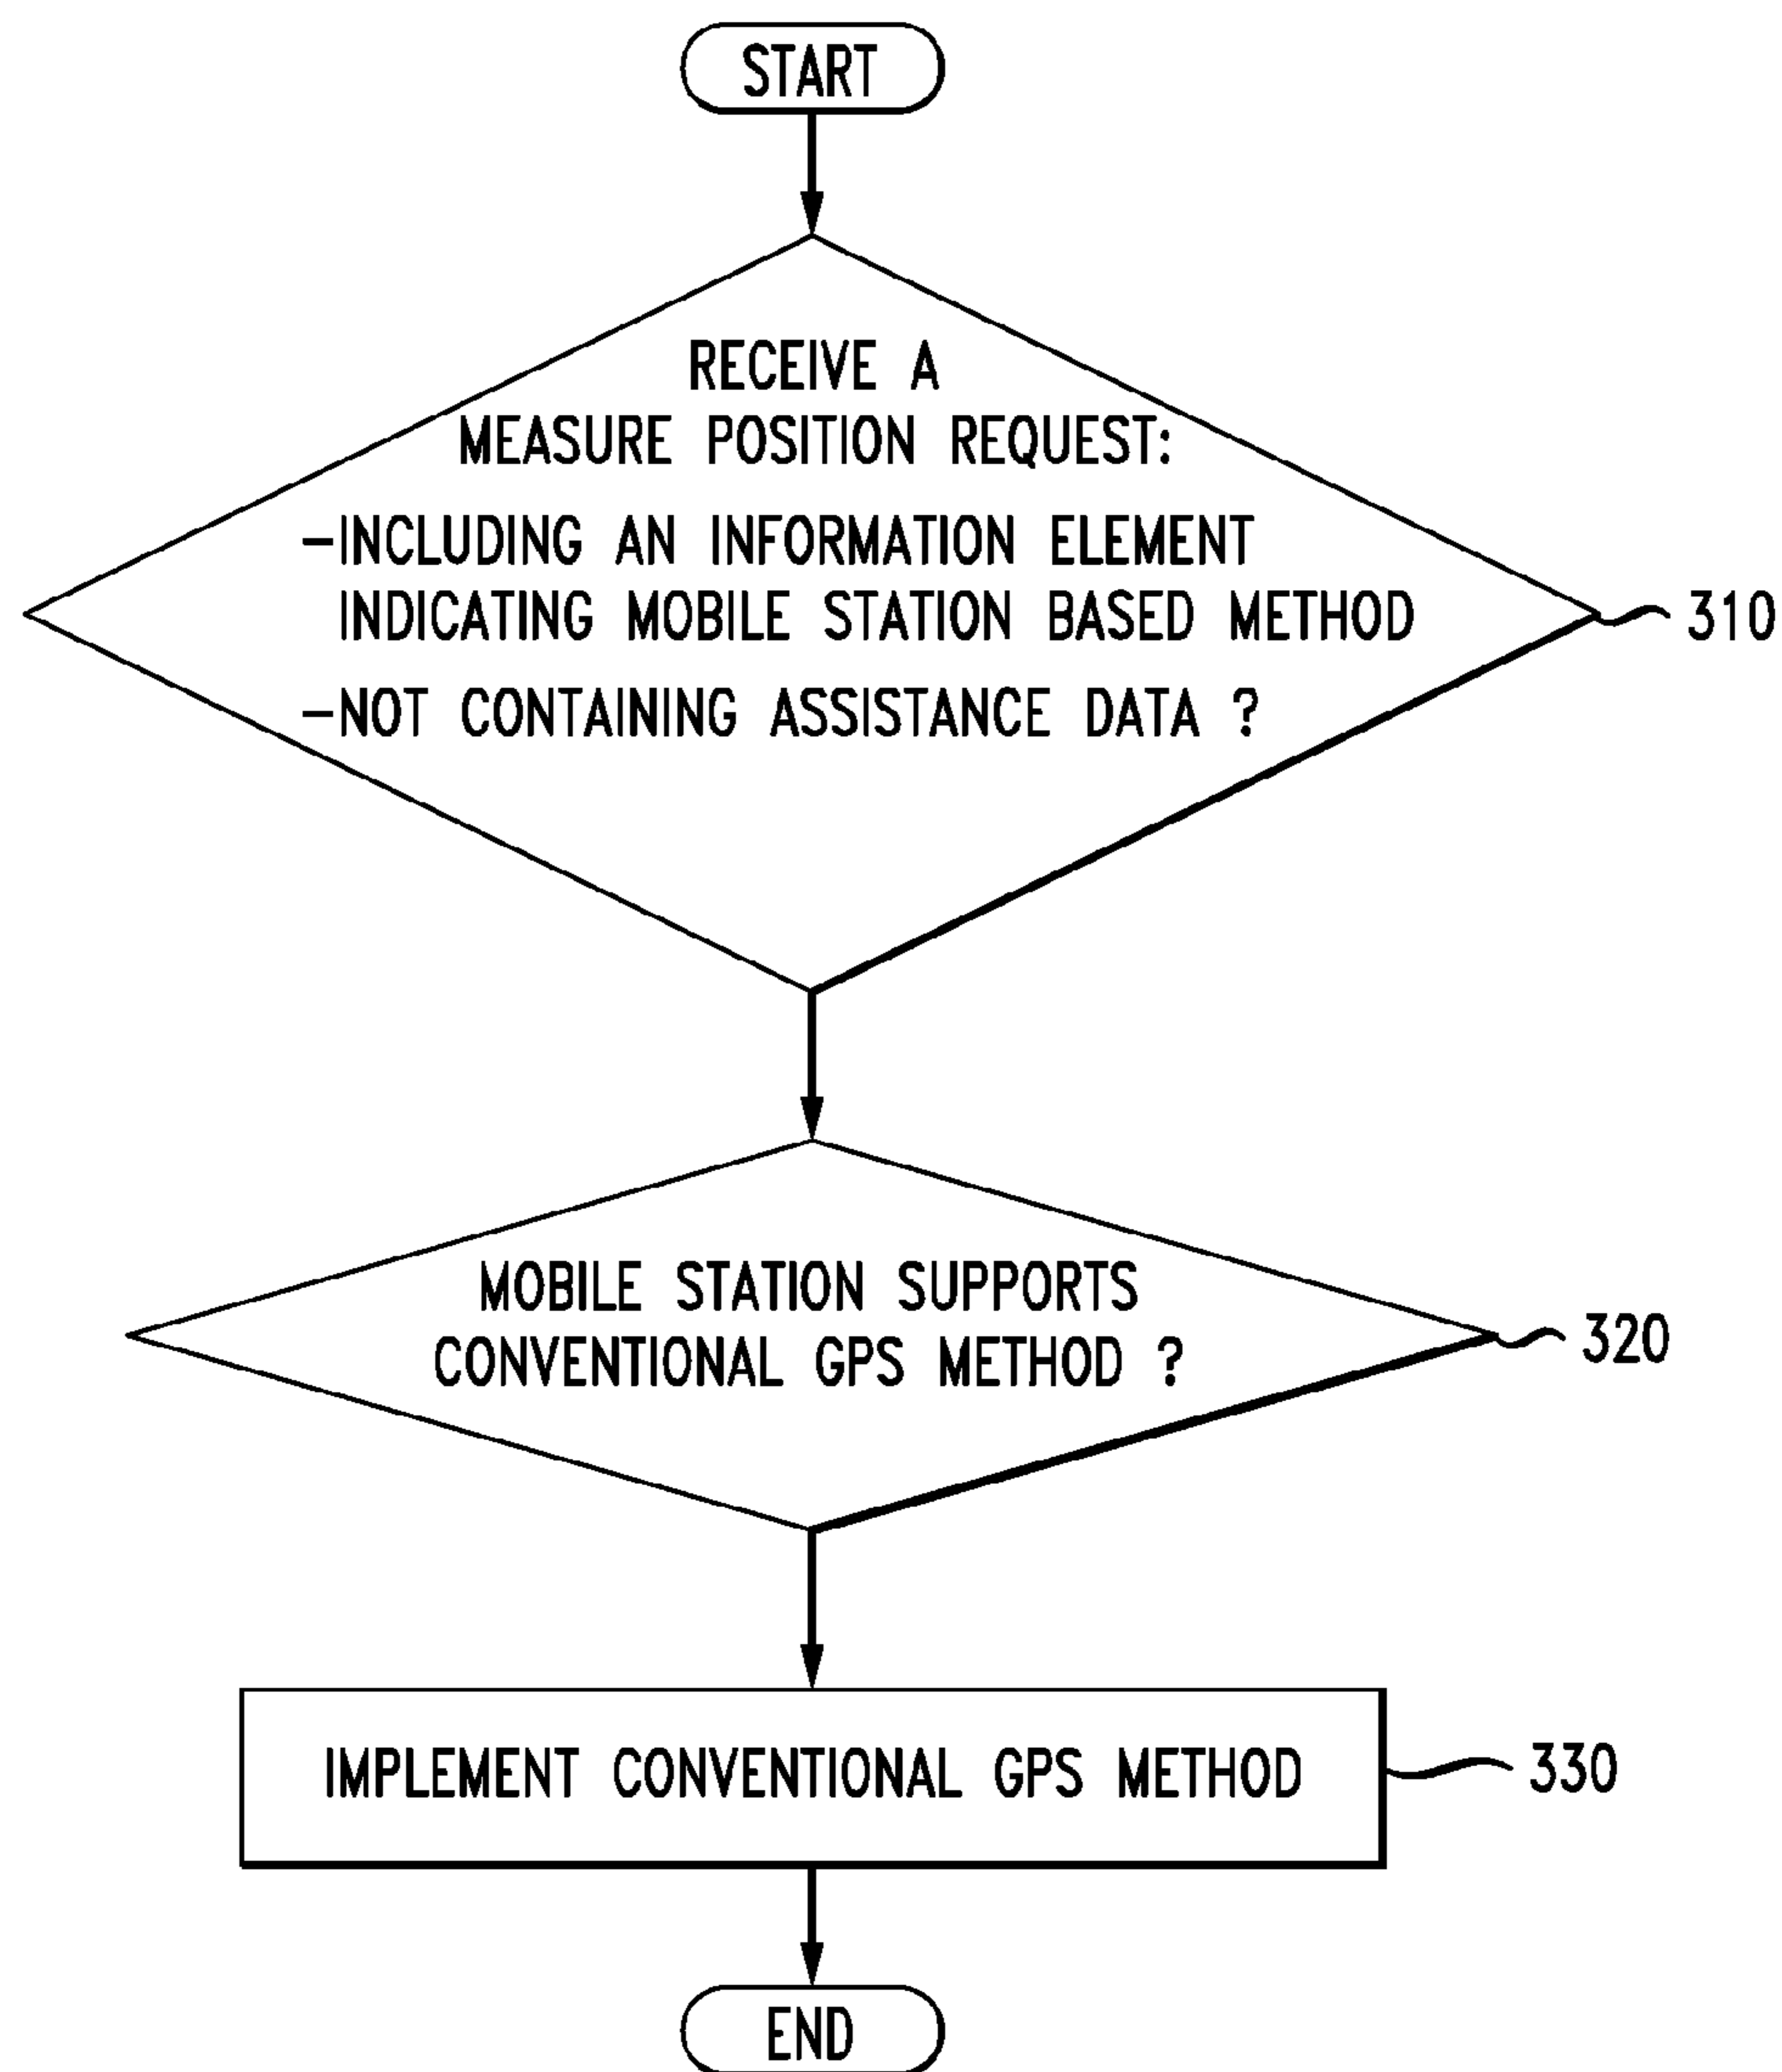 START
RECEIVE A
MEASURE POSITION REQUEST:
-INCLUDING AN INFORMATION ELEMENT
INDICATING MOBILE STATION BASED METHOD
-NOT CONTAINING ASSISTANCE DATA ?
310
MOBILE STATION SUPPORTS
CONVENTIONAL GPS METHOD ?
320
IMPLEMENT CONVENTIONAL GPS METHOD
330
END